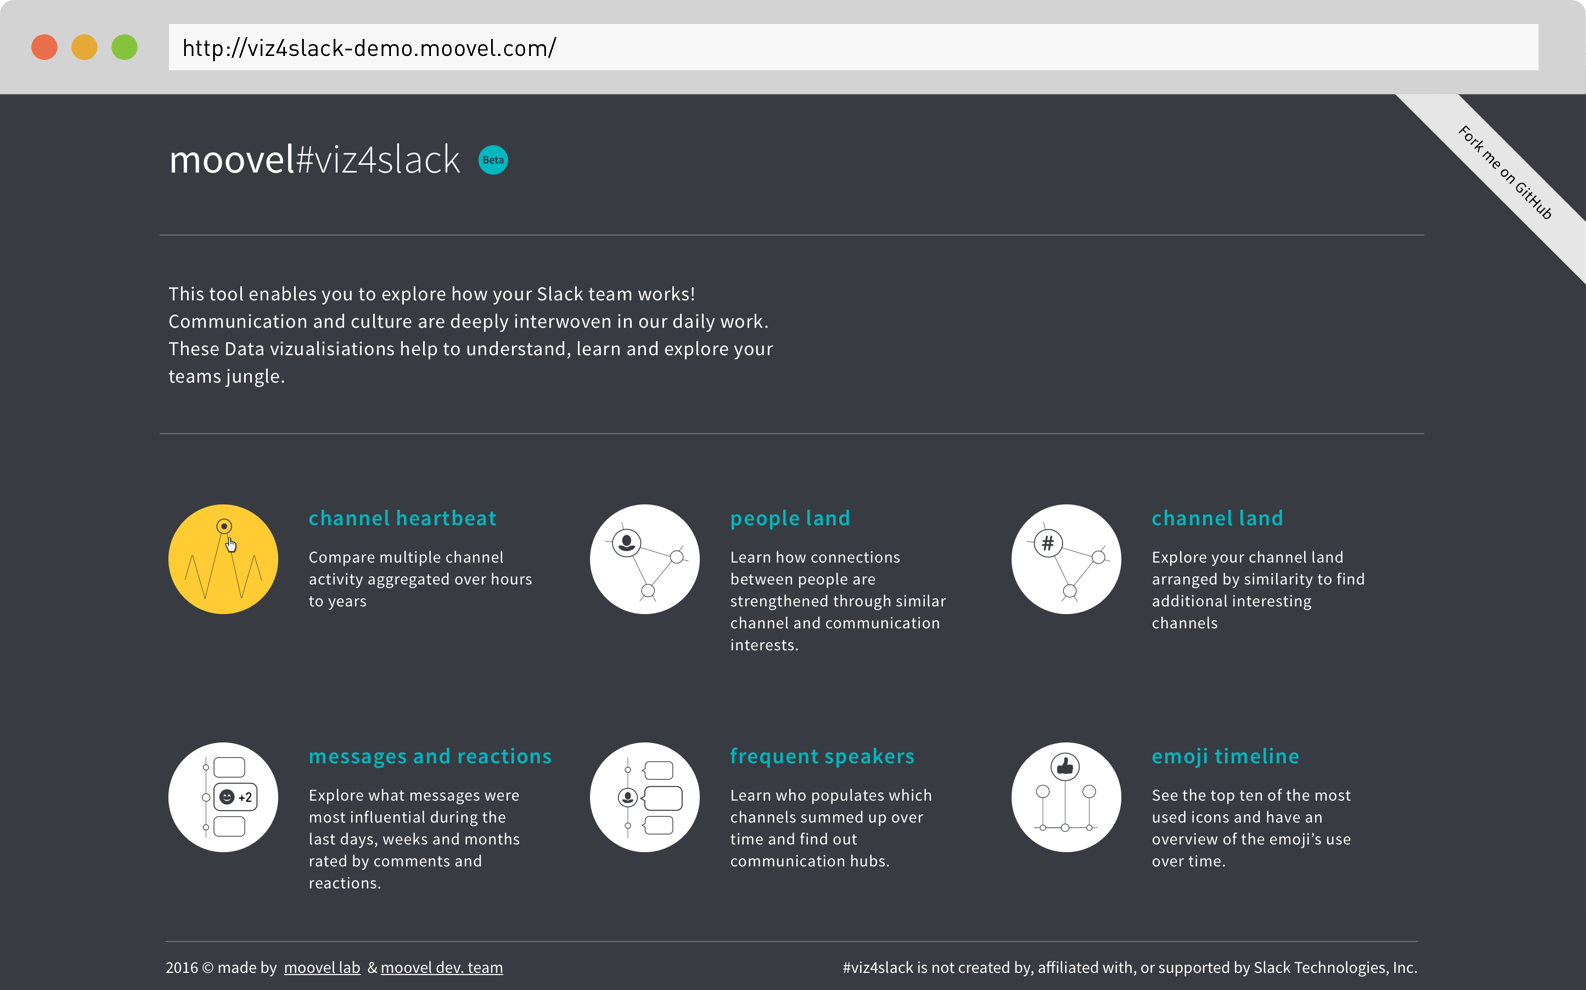 http://viz4slack-demo.moovel.com/
moovel#viz4slack
Beta
Fork me on GitHub
This tool enables you to explore how your Slack team works!
Communication and culture are deeply interwoven in our daily work.
These Data vizualisiations help to understand, learn and explore your
teams jungle.
channel heartbeat
Compare multiple channel
activity aggregated over hours
to years
people land
Learn how connections
between people are
strengthened through similar
channel and communication
interests.
#
channel land
Explore your channel land
arranged by similarity to find
additional interesting
channels
+2
messages and reactions
Explore what messages were
most influential during the
last days, weeks and months
rated by comments and
reactions.
frequent speakers
Learn who populates which
channels summed up over
time and find out
communication hubs.
emoji timeline
See the top ten of the most
used icons and have an
overview of the emoji’s use
over time.
2016 © made by moovel lab & moovel dev. team
#viz4slack is not created by, affiliated with, or supported by Slack Technologies, Inc.